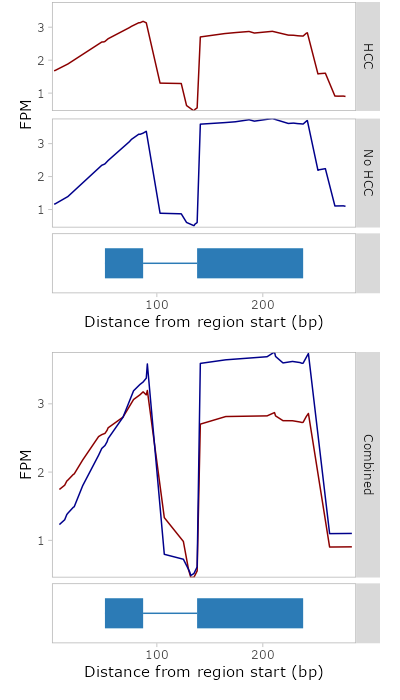 3
2
1
HCC
FPM
3
2
1
No HCC
100 200
Distance from region start (bp)
3
2
1
FPM
Combined
100 200
Distance from region start (bp)